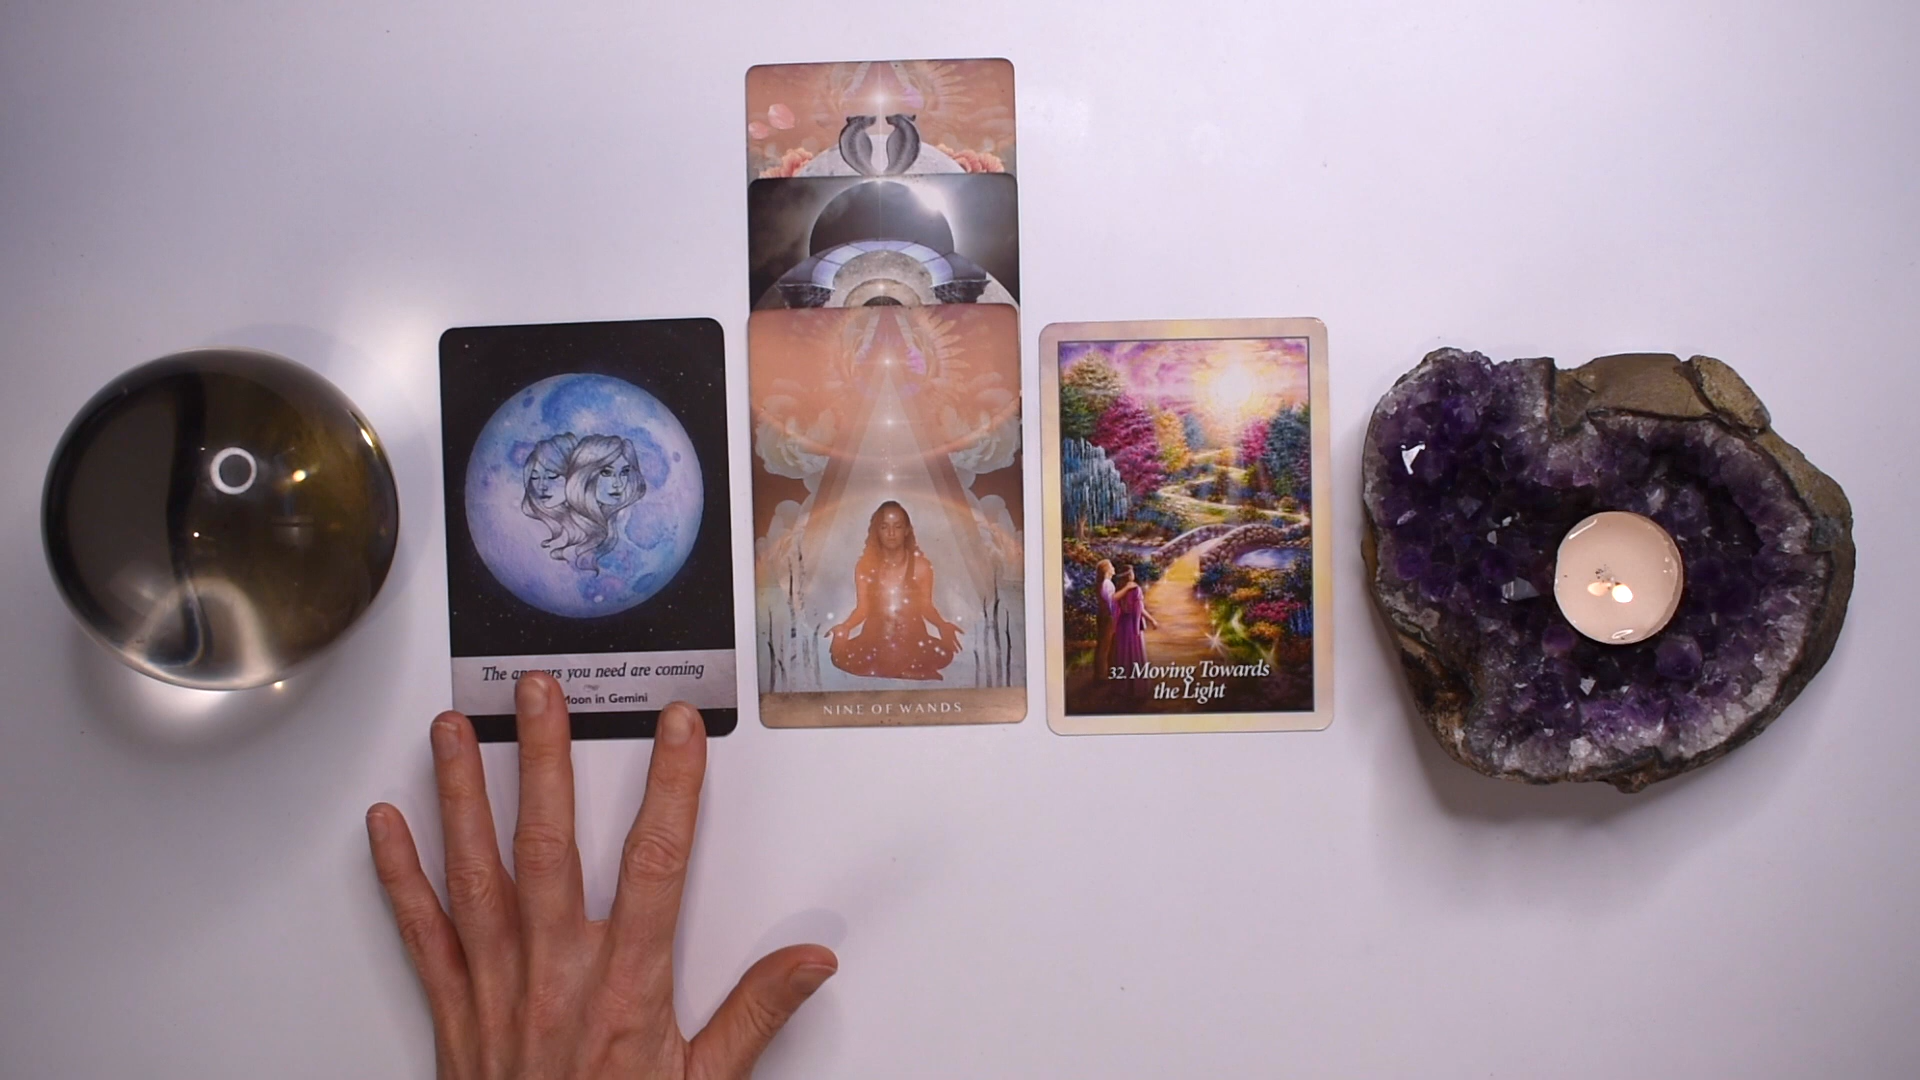 The answers you need are coming
Moon in Gemini
NINE OF WANDS
32. Moving Towards
the Light